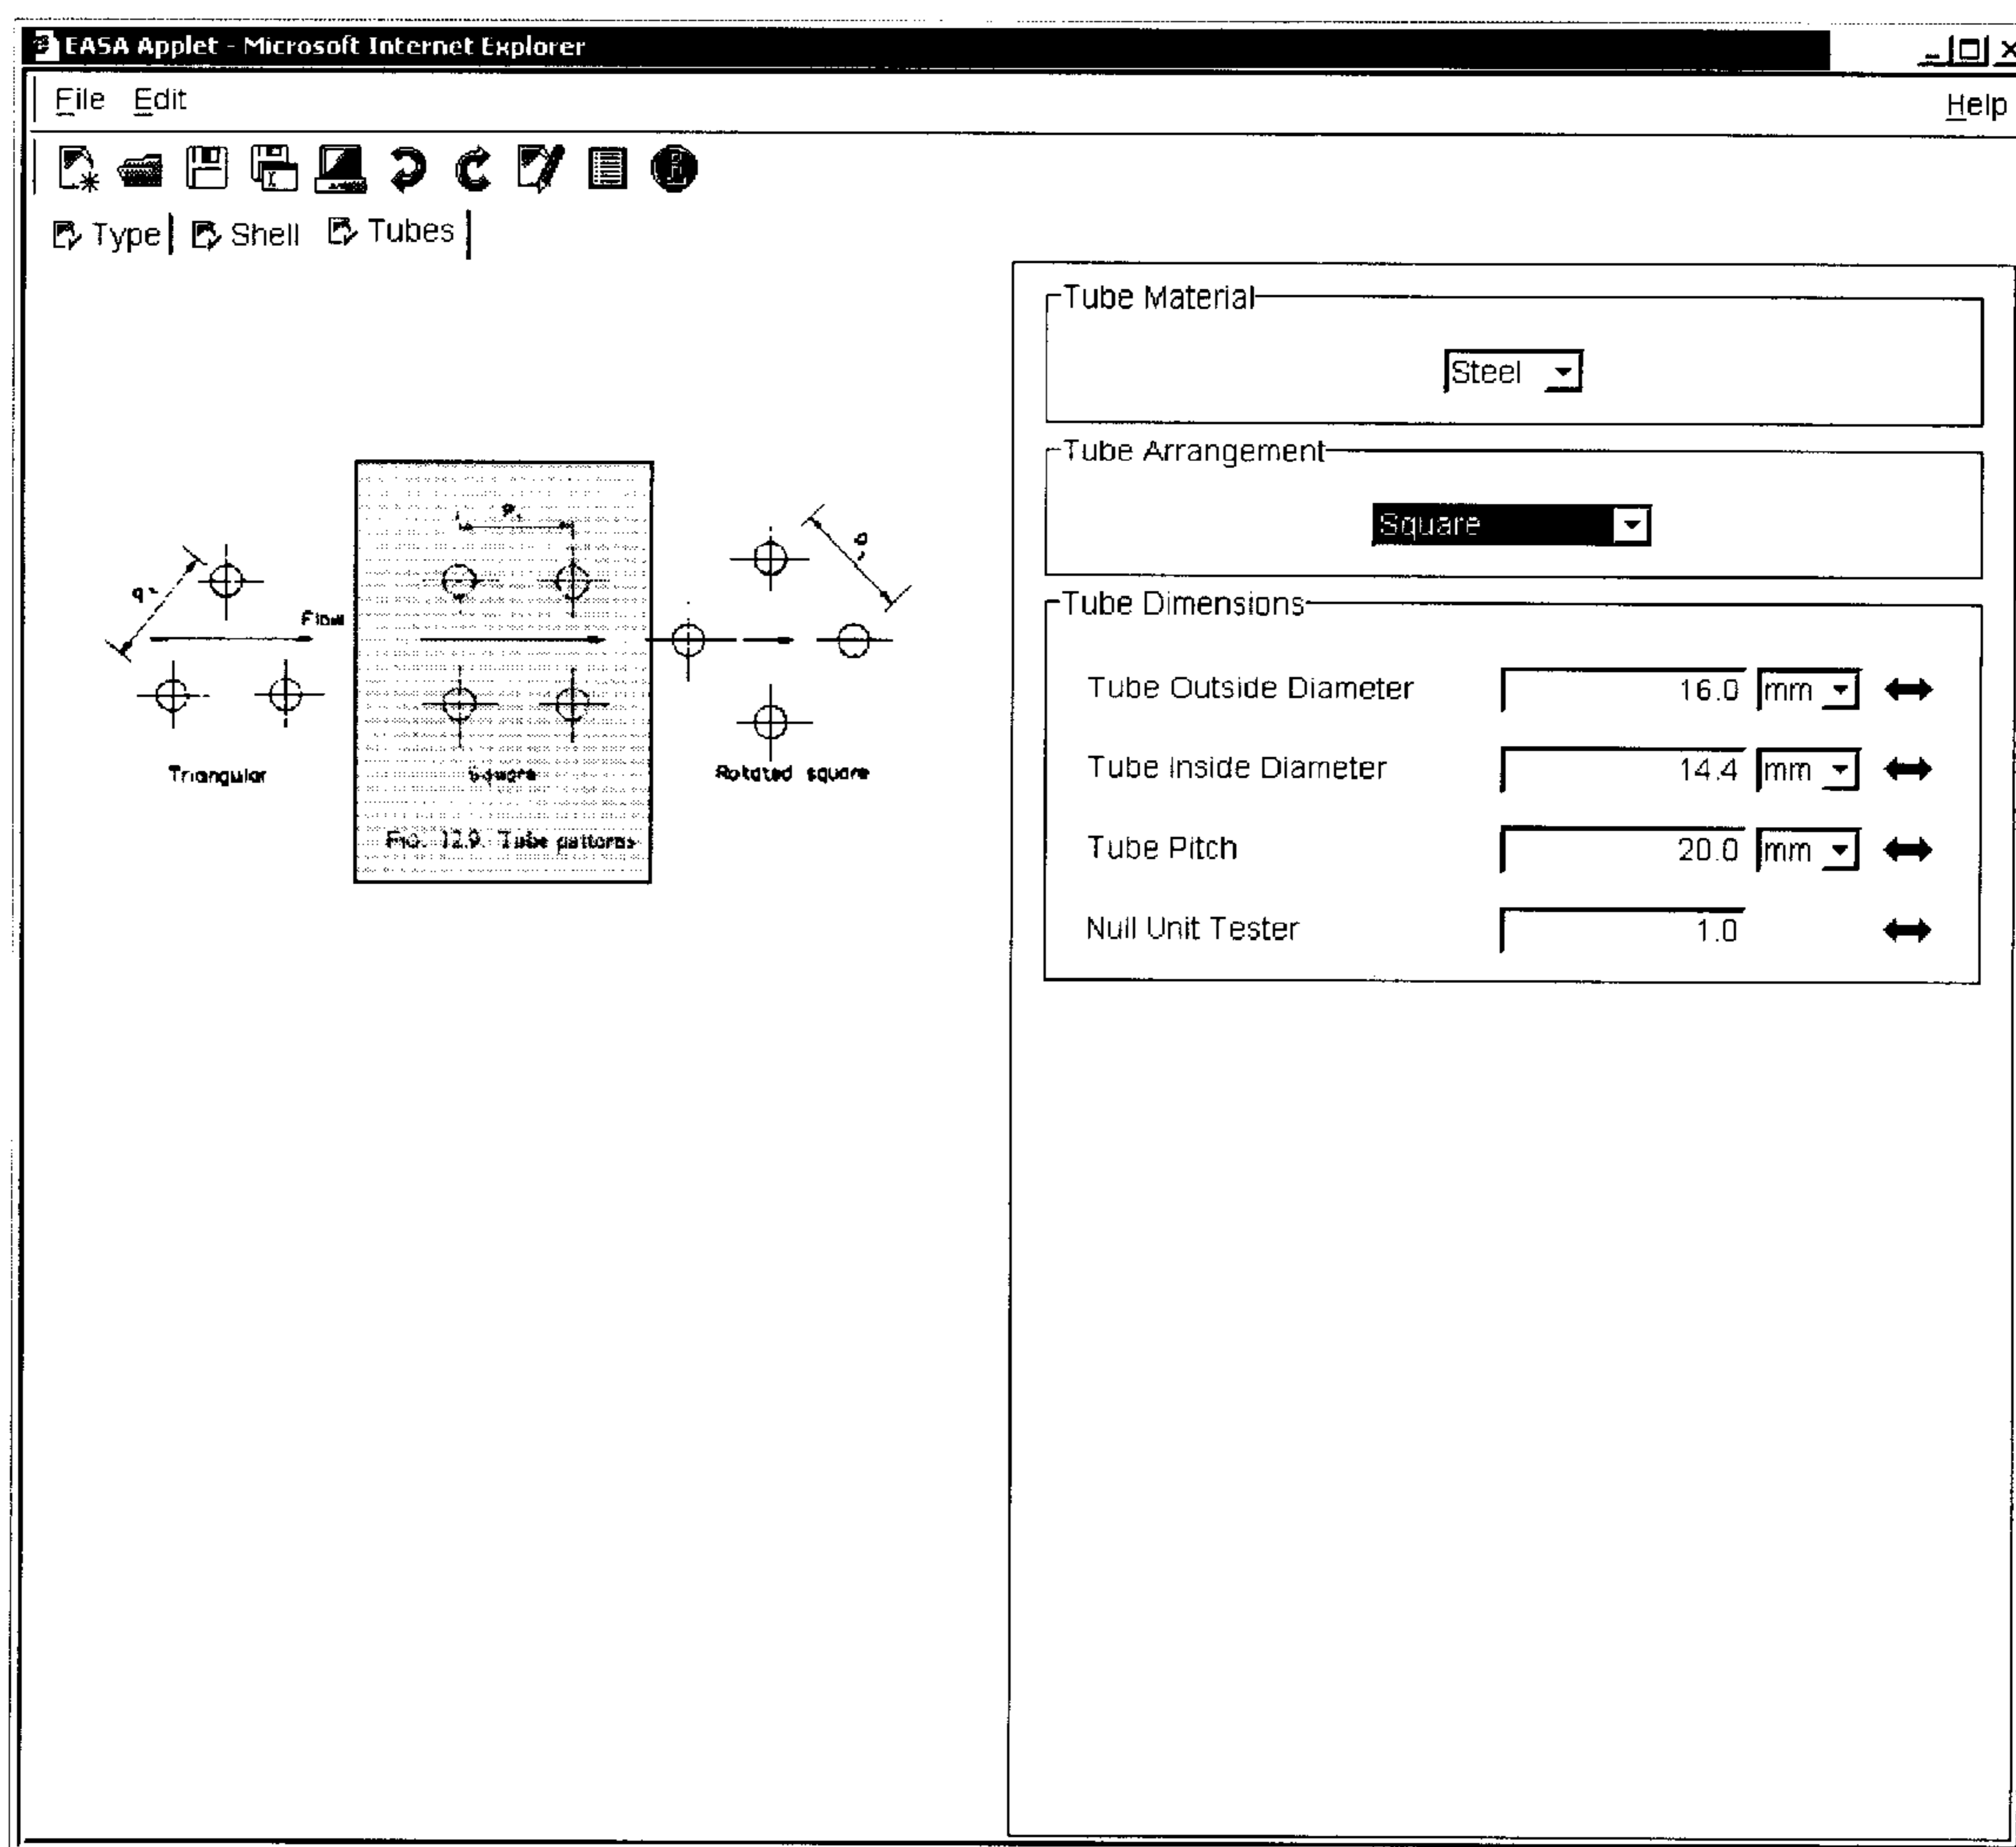 EASA Applet - Microsoft Internet Explorer
File Edit Help
Type Shell Tubes
Tube Material
Steel
Tube Arrangement
Square
Tube Dimensions
Tube Outside Diameter 16.0 mm
Tube Inside Diameter 14.4 mm
Tube Pitch 20.0 mm
Null Unit Tester 1.0
Flow
Triangular
Square
Rotated square
FIG. 12.9. Tube patterns